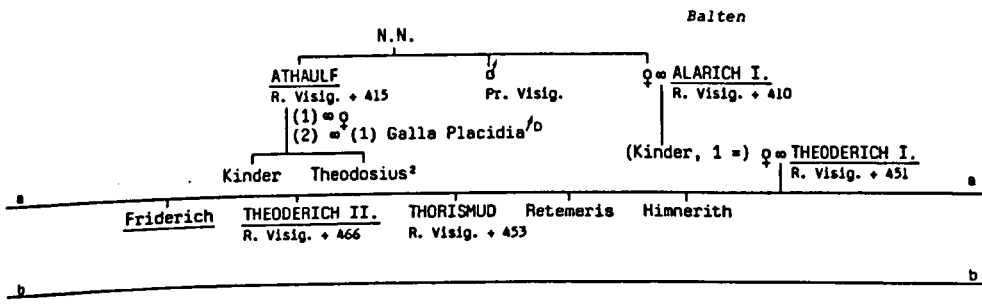 Balten
N.N.
ATHAULF
R. Visig. + 415
♂
Pr. Visig.
♀ ∞ ALARICH I.
R. Visig. + 410
(1) ∞ ♀
(2) ∞ (1) Galla Placidia /D
Kinder Theodosius²
(Kinder, 1 =) ♀ ∞ THEODERICH I.
R. Visig. + 451
a a
Friderich THEODERICH II. THORISMUD Retemeris Himnerith
R. Visig. + 466 R. Visig. + 453
b b